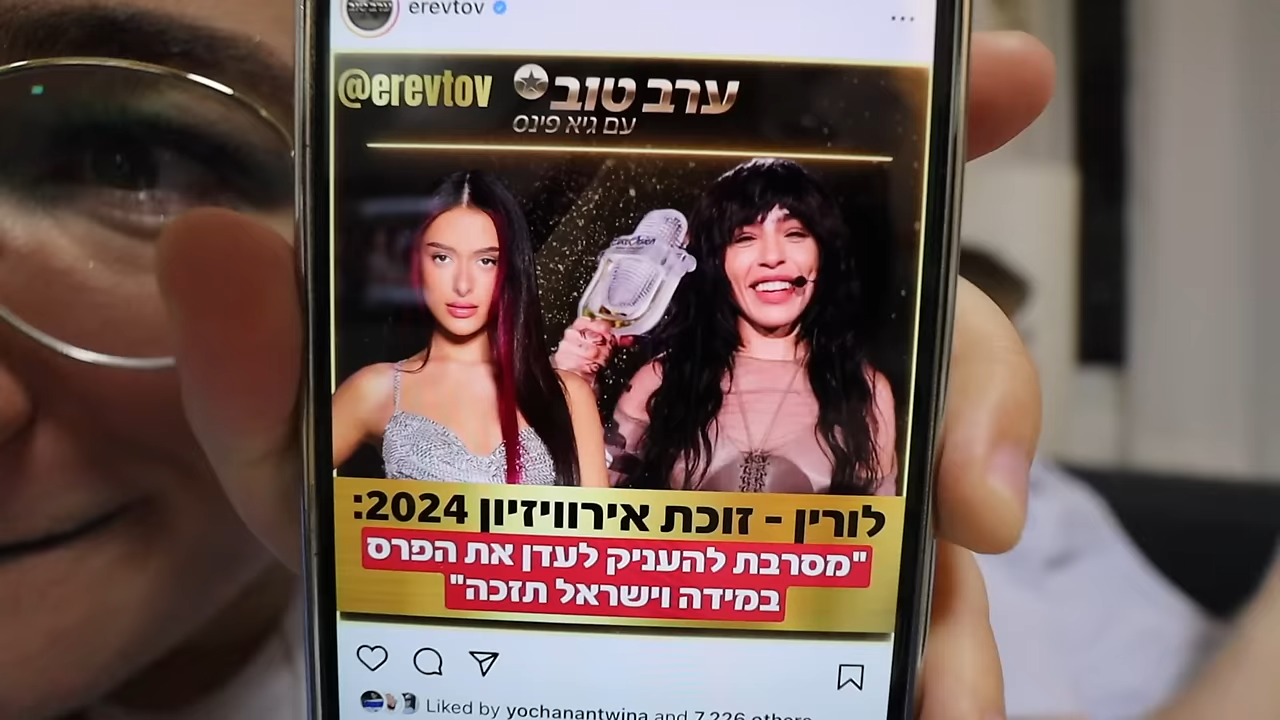 erevtov
@erevtov
ערב טוב
עם גיא פינס
לורין - זוכת אירוויזיון 2024:
"מסרבת להעניק לעדן את הפרס
במידה וישראל תזכה"
Liked by yochanantwina and 7,226 others